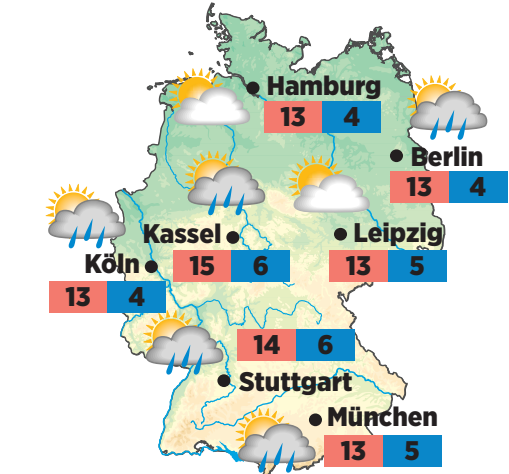 Hamburg
13 4
Berlin
13 4
Kassel
15 6
Leipzig
13 5
Köln
13 4
14 6
Stuttgart
München
13 5